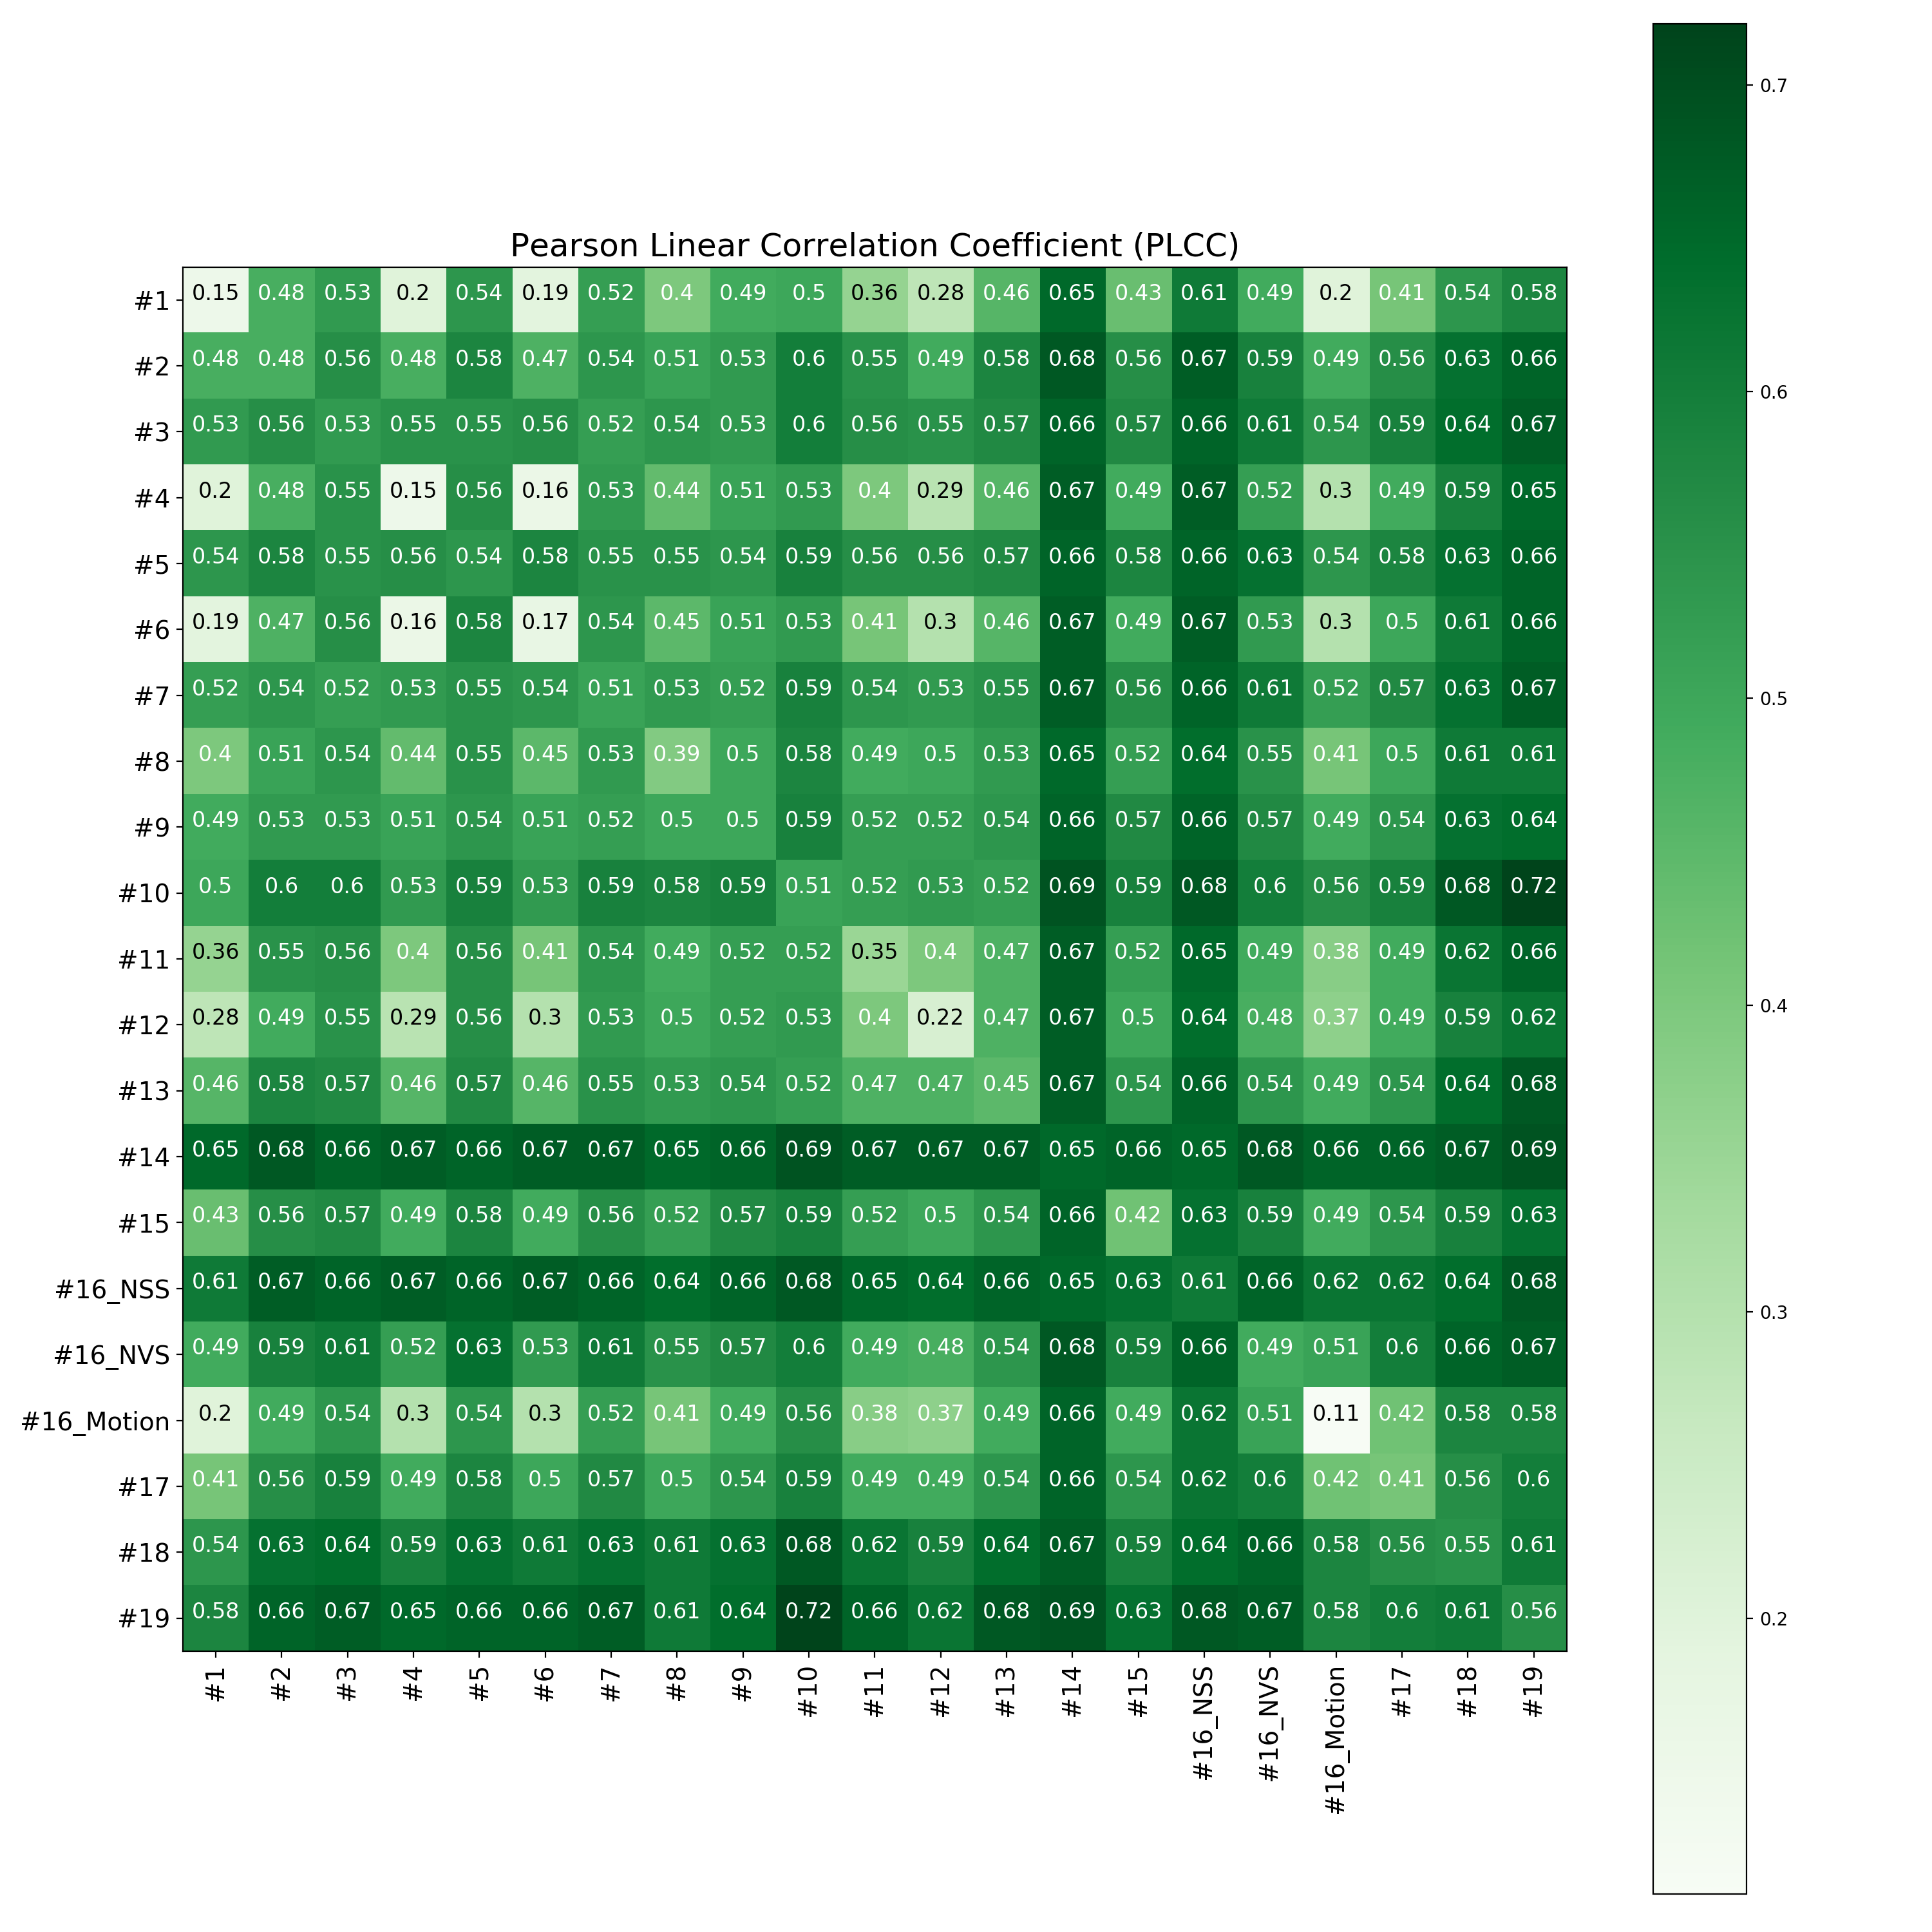 Pearson Linear Correlation Coefficient (PLCC)
#1 0.15 0.48 0.53 0.2 0.54 0.19 0.52 0.4 0.49 0.5 0.36 0.28 0.46 0.65 0.43 0.61 0.49 0.2 0.41 0.54 0.58
#2 0.48 0.48 0.56 0.48 0.58 0.47 0.54 0.51 0.53 0.6 0.55 0.49 0.58 0.68 0.56 0.67 0.59 0.49 0.56 0.63 0.66
#3 0.53 0.56 0.53 0.55 0.55 0.56 0.52 0.54 0.53 0.6 0.56 0.55 0.57 0.66 0.57 0.66 0.61 0.54 0.59 0.64 0.67
#4 0.2 0.48 0.55 0.15 0.56 0.16 0.53 0.44 0.51 0.53 0.4 0.29 0.46 0.67 0.49 0.67 0.52 0.3 0.49 0.59 0.65
#5 0.54 0.58 0.55 0.56 0.54 0.58 0.55 0.55 0.54 0.59 0.56 0.56 0.57 0.66 0.58 0.66 0.63 0.54 0.58 0.63 0.66
#6 0.19 0.47 0.56 0.16 0.58 0.17 0.54 0.45 0.51 0.53 0.41 0.3 0.46 0.67 0.49 0.67 0.53 0.3 0.5 0.61 0.66
#7 0.52 0.54 0.52 0.53 0.55 0.54 0.51 0.53 0.52 0.59 0.54 0.53 0.55 0.67 0.56 0.66 0.61 0.52 0.57 0.63 0.67
#8 0.4 0.51 0.54 0.44 0.55 0.45 0.53 0.39 0.5 0.58 0.49 0.5 0.53 0.65 0.52 0.64 0.55 0.41 0.5 0.61 0.61
#9 0.49 0.53 0.53 0.51 0.54 0.51 0.52 0.5 0.5 0.59 0.52 0.52 0.54 0.66 0.57 0.66 0.57 0.49 0.54 0.63 0.64
#10 0.5 0.6 0.6 0.53 0.59 0.53 0.59 0.58 0.59 0.51 0.52 0.53 0.52 0.69 0.59 0.68 0.6 0.56 0.59 0.68 0.72
#11 0.36 0.55 0.56 0.4 0.56 0.41 0.54 0.49 0.52 0.52 0.35 0.4 0.47 0.67 0.52 0.65 0.49 0.38 0.49 0.62 0.66
#12 0.28 0.49 0.55 0.29 0.56 0.3 0.53 0.5 0.52 0.53 0.4 0.22 0.47 0.67 0.5 0.64 0.48 0.37 0.49 0.59 0.62
#13 0.46 0.58 0.57 0.46 0.57 0.46 0.55 0.53 0.54 0.52 0.47 0.47 0.45 0.67 0.54 0.66 0.54 0.49 0.54 0.64 0.68
#14 0.65 0.68 0.66 0.67 0.66 0.67 0.67 0.65 0.66 0.69 0.67 0.67 0.67 0.65 0.66 0.65 0.68 0.66 0.66 0.67 0.69
#15 0.43 0.56 0.57 0.49 0.58 0.49 0.56 0.52 0.57 0.59 0.52 0.5 0.54 0.66 0.42 0.63 0.59 0.49 0.54 0.59 0.63
#16_NSS 0.61 0.67 0.66 0.67 0.66 0.67 0.66 0.64 0.66 0.68 0.65 0.64 0.66 0.65 0.63 0.61 0.66 0.62 0.62 0.64 0.68
#16_NVS 0.49 0.59 0.61 0.52 0.63 0.53 0.61 0.55 0.57 0.6 0.49 0.48 0.54 0.68 0.59 0.66 0.49 0.51 0.6 0.66 0.67
#16_Motion 0.2 0.49 0.54 0.3 0.54 0.3 0.52 0.41 0.49 0.56 0.38 0.37 0.49 0.66 0.49 0.62 0.51 0.11 0.42 0.58 0.58
#17 0.41 0.56 0.59 0.49 0.58 0.5 0.57 0.5 0.54 0.59 0.49 0.49 0.54 0.66 0.54 0.62 0.6 0.42 0.41 0.56 0.6
#18 0.54 0.63 0.64 0.59 0.63 0.61 0.63 0.61 0.63 0.68 0.62 0.59 0.64 0.67 0.59 0.64 0.66 0.58 0.56 0.55 0.61
#19 0.58 0.66 0.67 0.65 0.66 0.66 0.67 0.61 0.64 0.72 0.66 0.62 0.68 0.69 0.63 0.68 0.67 0.58 0.6 0.61 0.56
#1 #2 #3 #4 #5 #6 #7 #8 #9 #10 #11 #12 #13 #14 #15 #16_NSS #16_NVS #16_Motion #17 #18 #19
0.7
0.6
0.5
0.4
0.3
0.2